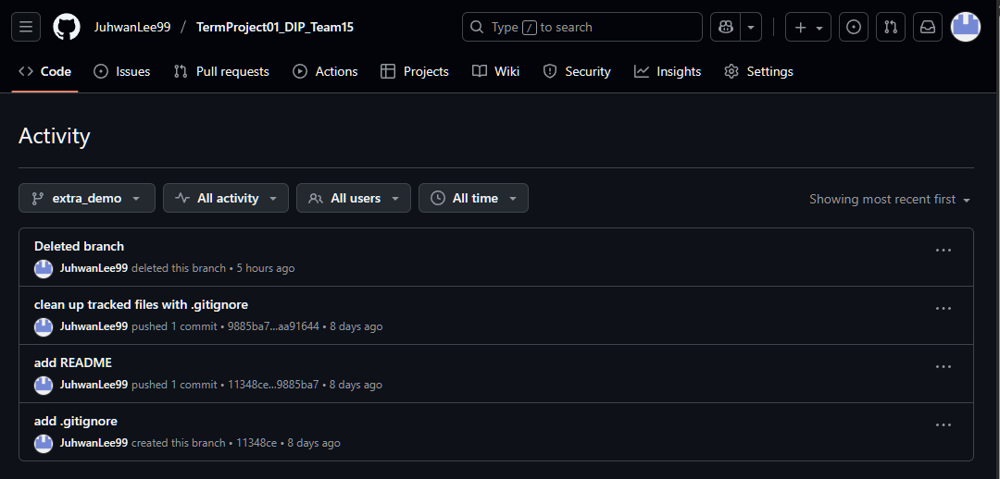 JuhwanLee99 / TermProject01_DIP_Team15 Type / to search
Code Issues Pull requests Actions Projects Wiki Security Insights Settings
Activity
extra_demo All activity All users All time Showing most recent first
Deleted branch
JuhwanLee99 deleted this branch • 5 hours ago
clean up tracked files with .gitignore
JuhwanLee99 pushed 1 commit • 9885ba7...aa91644 • 8 days ago
add README
JuhwanLee99 pushed 1 commit • 11348ce...9885ba7 • 8 days ago
add .gitignore
JuhwanLee99 created this branch • 11348ce • 8 days ago